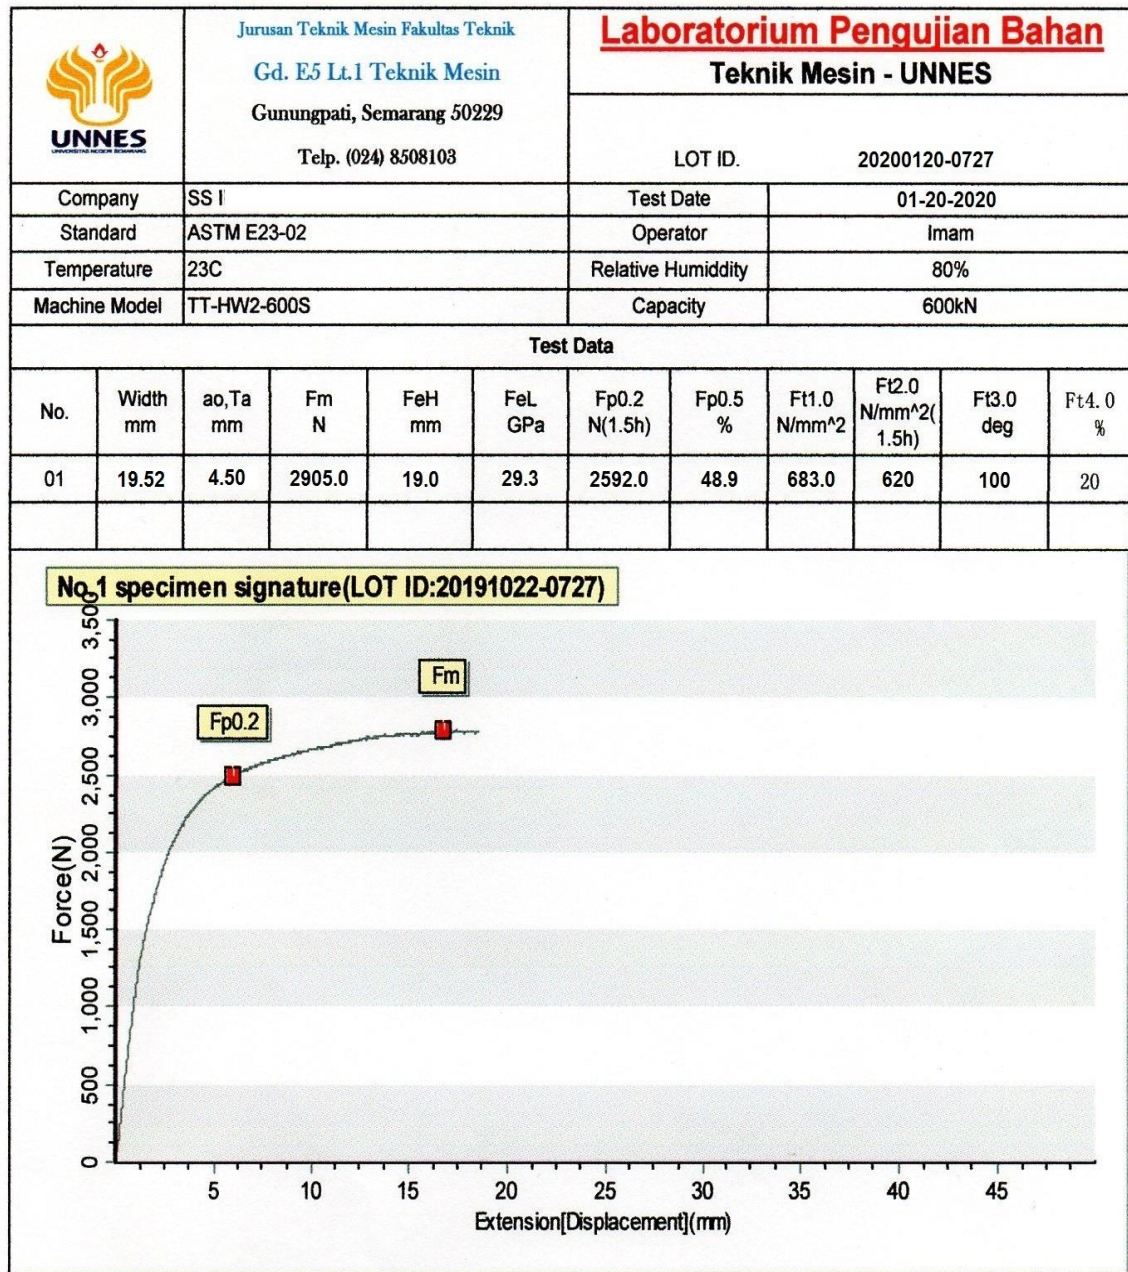 UNNES
UNIVERSITAS NEGERI SEMARANG
Jurusan Teknik Mesin Fakultas Teknik
Gd. E5 Lt.1 Teknik Mesin
Gunungpati, Semarang 50229
Telp. (024) 8508103
Laboratorium Pengujian Bahan
Teknik Mesin - UNNES
LOT ID. 20200120-0727
Company SS I Test Date 01-20-2020
Standard ASTM E23-02 Operator Imam
Temperature 23C Relative Humiddity 80%
Machine Model TT-HW2-600S Capacity 600kN
Test Data
No. Width mm ao,Ta mm Fm N FeH mm FeL GPa Fp0.2 N(1.5h) Fp0.5 % Ft1.0 N/mm^2 Ft2.0 N/mm^2(1.5h) Ft3.0 deg Ft4.0 %
01 19.52 4.50 2905.0 19.0 29.3 2592.0 48.9 683.0 620 100 20
No.1 specimen signature(LOT ID:20191022-0727)
3,500
3,000
2,500
2,000
1,500
1,000
500
0
Force(N)
Fp0.2
Fm
5 10 15 20 25 30 35 40 45
Extension[Displacement](mm)